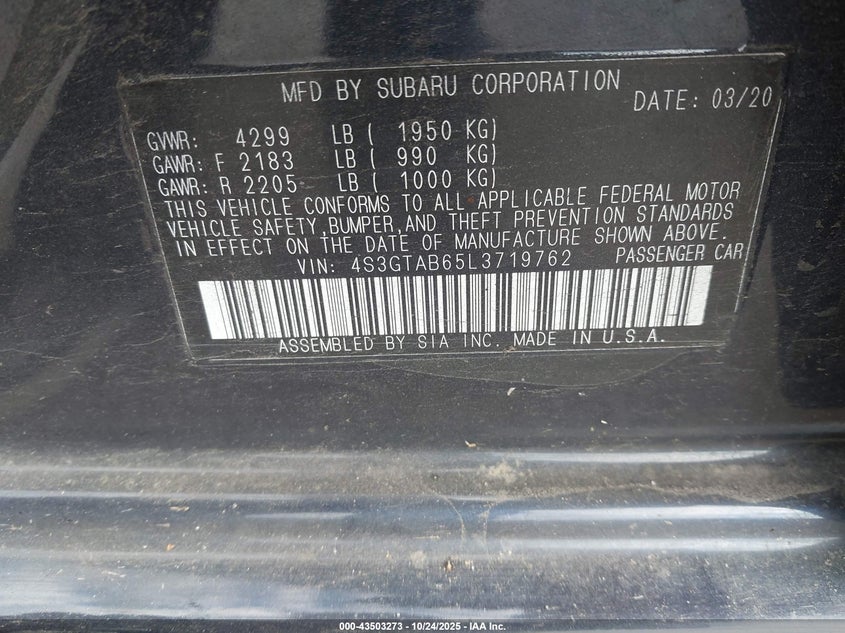 MFD BY SUBARU CORPORATION
DATE: 03/20
GVWR: 4299 LB ( 1950 KG)
GAWR: F 2183 LB ( 990 KG)
GAWR: R 2205 LB ( 1000 KG)
THIS VEHICLE CONFORMS TO ALL APPLICABLE FEDERAL MOTOR
VEHICLE SAFETY,BUMPER,AND THEFT PREVENTION STANDARDS
IN EFFECT ON THE DATE OF MANUFACTURE SHOWN ABOVE.
VIN: 4S3GTAB65L3719762 PASSENGER CAR
ASSEMBLED BY SIA INC. MADE IN U.S.A.
000-43503273 - 10/24/2025 - IAA Inc.